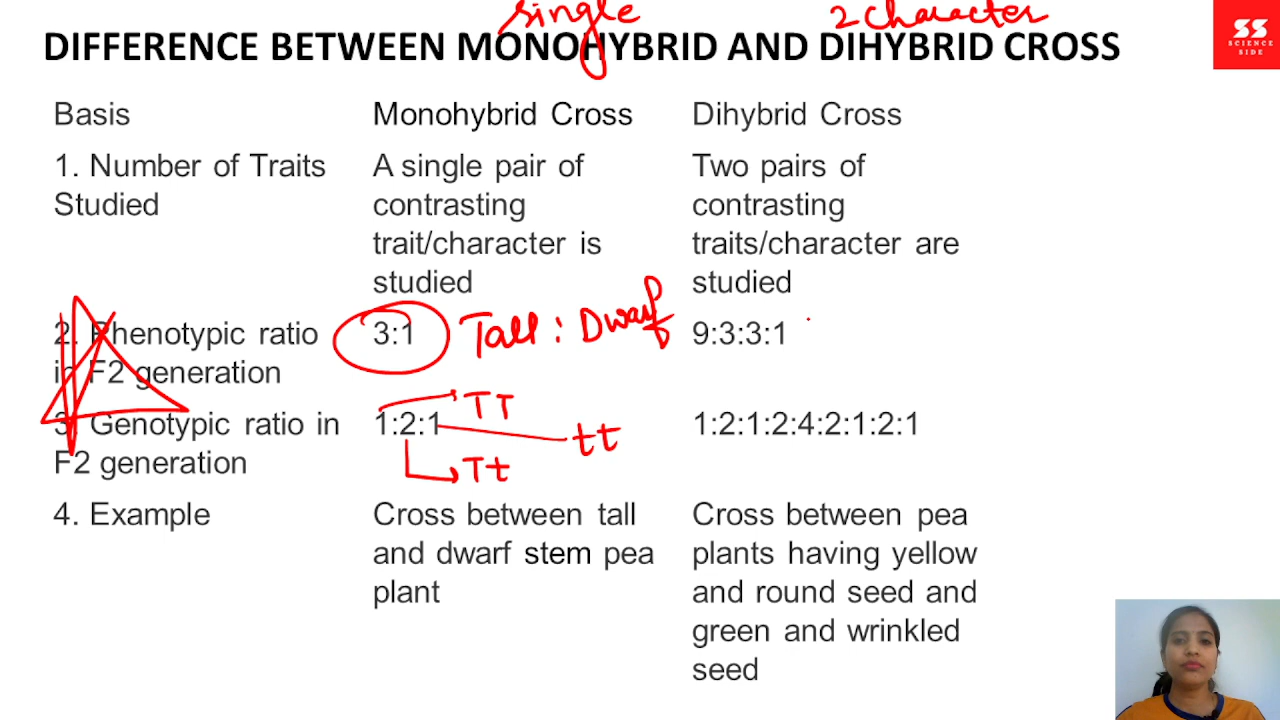 single 2 character
DIFFERENCE BETWEEN MONOHYBRID AND DIHYBRID CROSS
SS
SCIENCE
SIDE
Basis Monohybrid Cross Dihybrid Cross
1. Number of Traits A single pair of Two pairs of
Studied contrasting contrasting
trait/character is traits/character are
studied studied
2. Phenotypic ratio 3:1 Tall : Dwarf 9:3:3:1
in F2 generation
TT
3. Genotypic ratio in 1:2:1 tt 1:2:1:2:4:2:1:2:1
F2 generation Tt
4. Example Cross between tall Cross between pea
and dwarf stem pea plants having yellow
plant and round seed and
green and wrinkled
seed